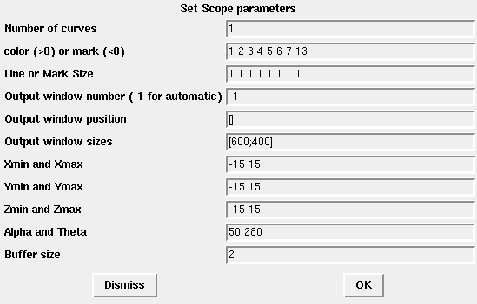 Set Scope parameters
Number of curves 1
color (>0) or mark (<0) 1 2 3 4 5 6 7 13
Line or Mark Size 1 1 1 1 1 1 1 1
Output window number (-1 for automatic) -1
Output window position []
Output window sizes [600;400]
Xmin and Xmax -15 15
Ymin and Ymax -15 15
Zmin and Zmax -15 15
Alpha and Theta 50 280
Buffer size 2
Dismiss OK